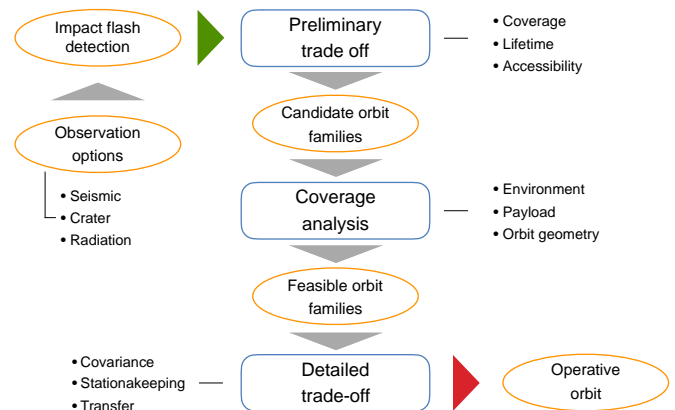 Impact flash
detection
Preliminary
trade off
• Coverage
• Lifetime
• Accessibility
Observation
options
• Seismic
• Crater
• Radiation
Candidate orbit
families
Coverage
analysis
• Environment
• Payload
• Orbit geometry
Feasible orbit
families
• Covariance
• Stationakeeping
• Transfer
Detailed
trade-off
Operative
orbit